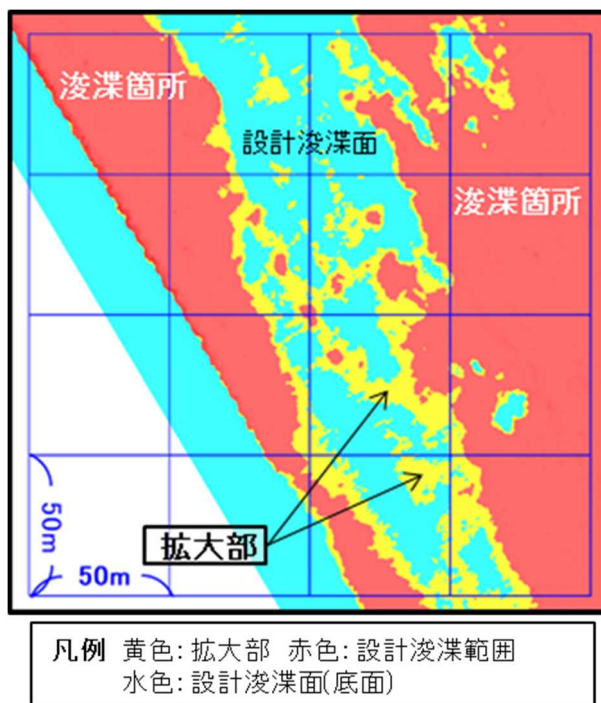 浚渫箇所
設計浚渫面
浚渫箇所
拡大部
50m
50m
凡例 黄色：拡大部 赤色：設計浚渫範囲
水色：設計浚渫面(底面)